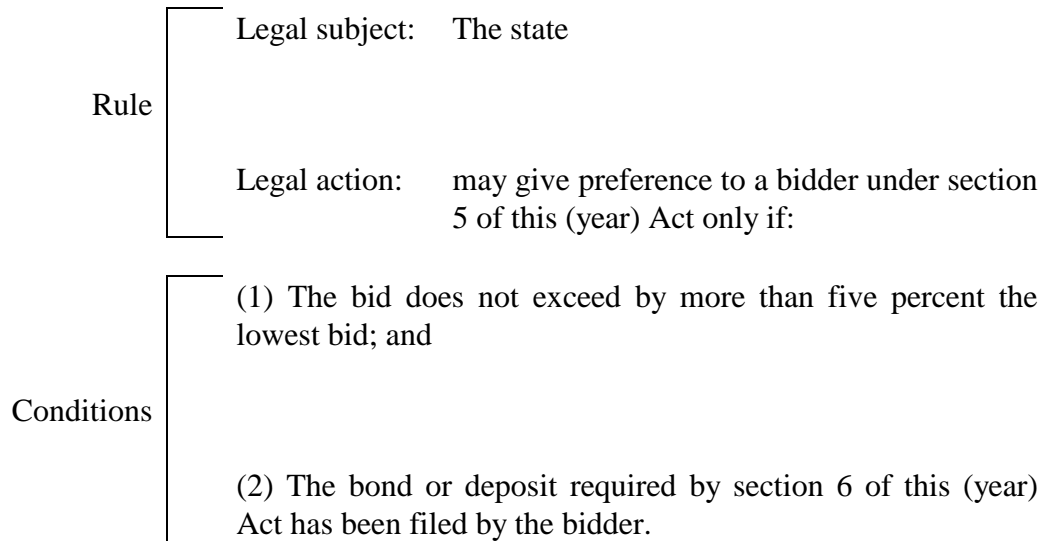 Legal subject: The state
Rule
Legal action: may give preference to a bidder under section
5 of this (year) Act only if:
(1) The bid does not exceed by more than five percent the
lowest bid; and
Conditions
(2) The bond or deposit required by section 6 of this (year)
Act has been filed by the bidder.